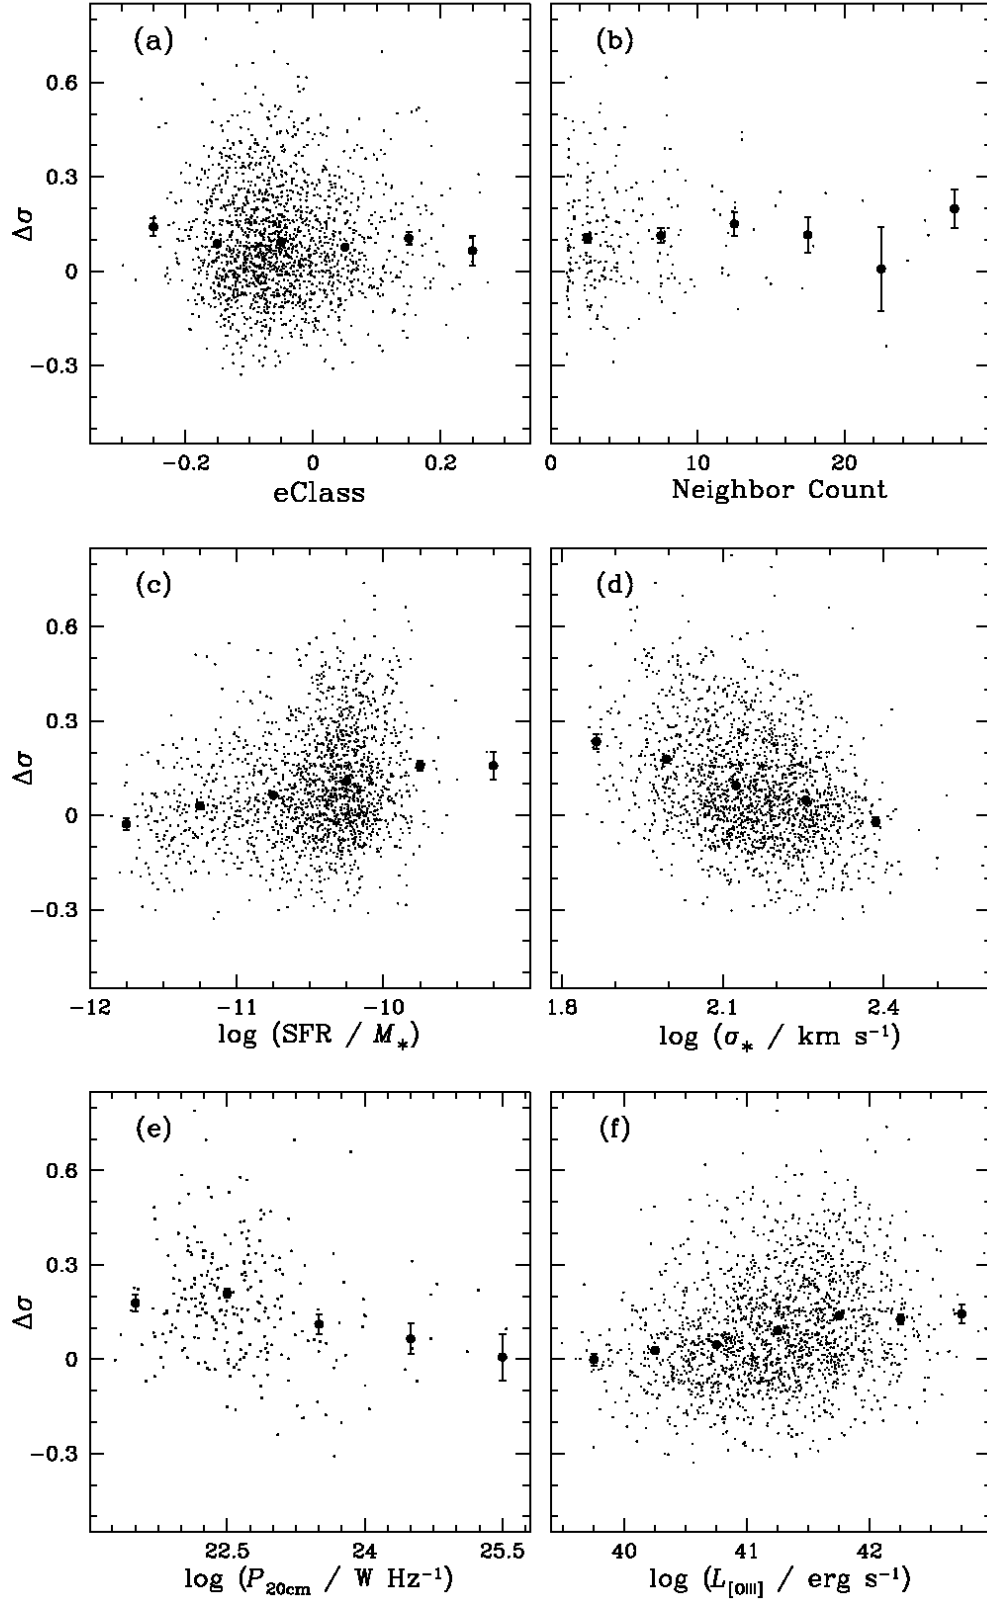 (a)
(b)
0.6
0.3
0
−0.3
Δσ
−0.2 0 0.2
eClass
0 10 20
Neighbor Count
(c)
(d)
0.6
0.3
0
−0.3
Δσ
−12 −11 −10
log (SFR / M*)
1.8 2.1 2.4
log (σ* / km s⁻¹)
(e)
(f)
0.6
0.3
0
−0.3
Δσ
22.5 24 25.5
log (P20cm / W Hz⁻¹)
40 41 42
log (L[OIII] / erg s⁻¹)